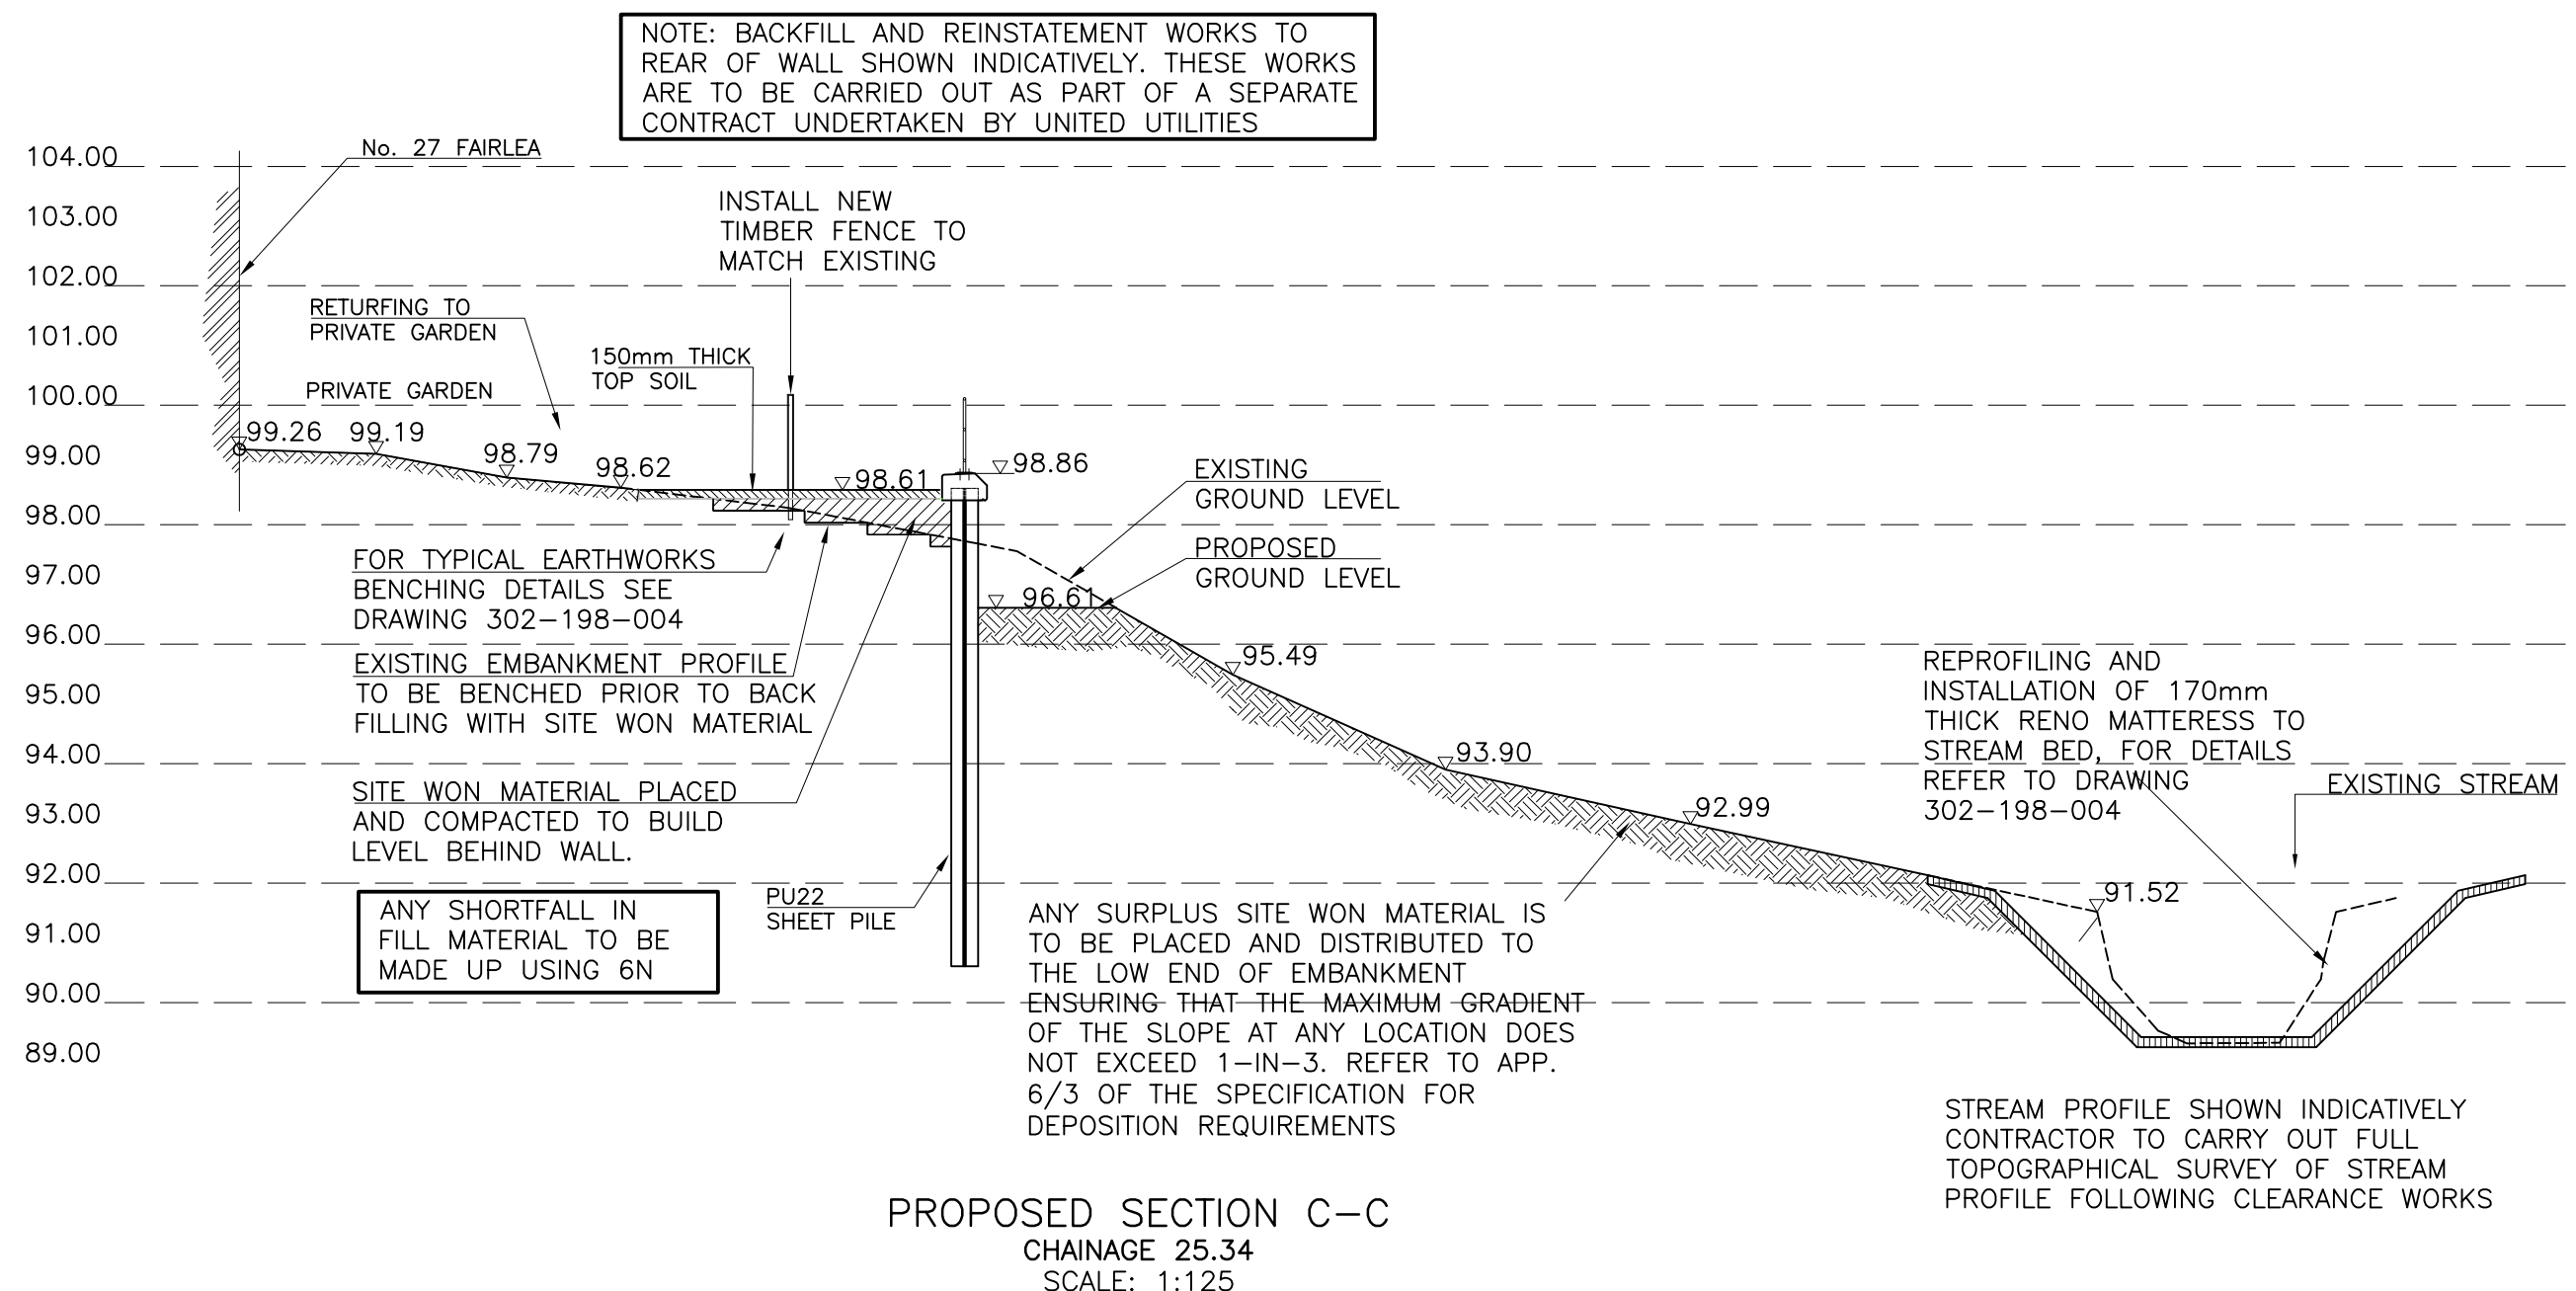 NOTE: BACKFILL AND REINSTATEMENT WORKS TO
REAR OF WALL SHOWN INDICATIVELY. THESE WORKS
ARE TO BE CARRIED OUT AS PART OF A SEPARATE
CONTRACT UNDERTAKEN BY UNITED UTILITIES
104.00
103.00
102.00
101.00
100.00
99.00
98.00
97.00
96.00
95.00
94.00
93.00
92.00
91.00
90.00
89.00
No. 27 FAIRLEA
INSTALL NEW
TIMBER FENCE TO
MATCH EXISTING
RETURFING TO
PRIVATE GARDEN
150mm THICK
TOP SOIL
PRIVATE GARDEN
99.26
99.19
98.79
98.62
98.61
98.86
EXISTING
GROUND LEVEL
PROPOSED
GROUND LEVEL
96.61
95.49
93.90
92.99
91.52
FOR TYPICAL EARTHWORKS
BENCHING DETAILS SEE
DRAWING 302-198-004
EXISTING EMBANKMENT PROFILE
TO BE BENCHED PRIOR TO BACK
FILLING WITH SITE WON MATERIAL
SITE WON MATERIAL PLACED
AND COMPACTED TO BUILD
LEVEL BEHIND WALL.
ANY SHORTFALL IN
FILL MATERIAL TO BE
MADE UP USING 6N
PU22
SHEET PILE
ANY SURPLUS SITE WON MATERIAL IS
TO BE PLACED AND DISTRIBUTED TO
THE LOW END OF EMBANKMENT
ENSURING THAT THE MAXIMUM GRADIENT
OF THE SLOPE AT ANY LOCATION DOES
NOT EXCEED 1-IN-3. REFER TO APP.
6/3 OF THE SPECIFICATION FOR
DEPOSITION REQUIREMENTS
REPROFILING AND
INSTALLATION OF 170mm
THICK RENO MATTERESS TO
STREAM BED, FOR DETAILS
REFER TO DRAWING
302-198-004
EXISTING STREAM
STREAM PROFILE SHOWN INDICATIVELY
CONTRACTOR TO CARRY OUT FULL
TOPOGRAPHICAL SURVEY OF STREAM
PROFILE FOLLOWING CLEARANCE WORKS
PROPOSED SECTION C-C
CHAINAGE 25.34
SCALE: 1:125